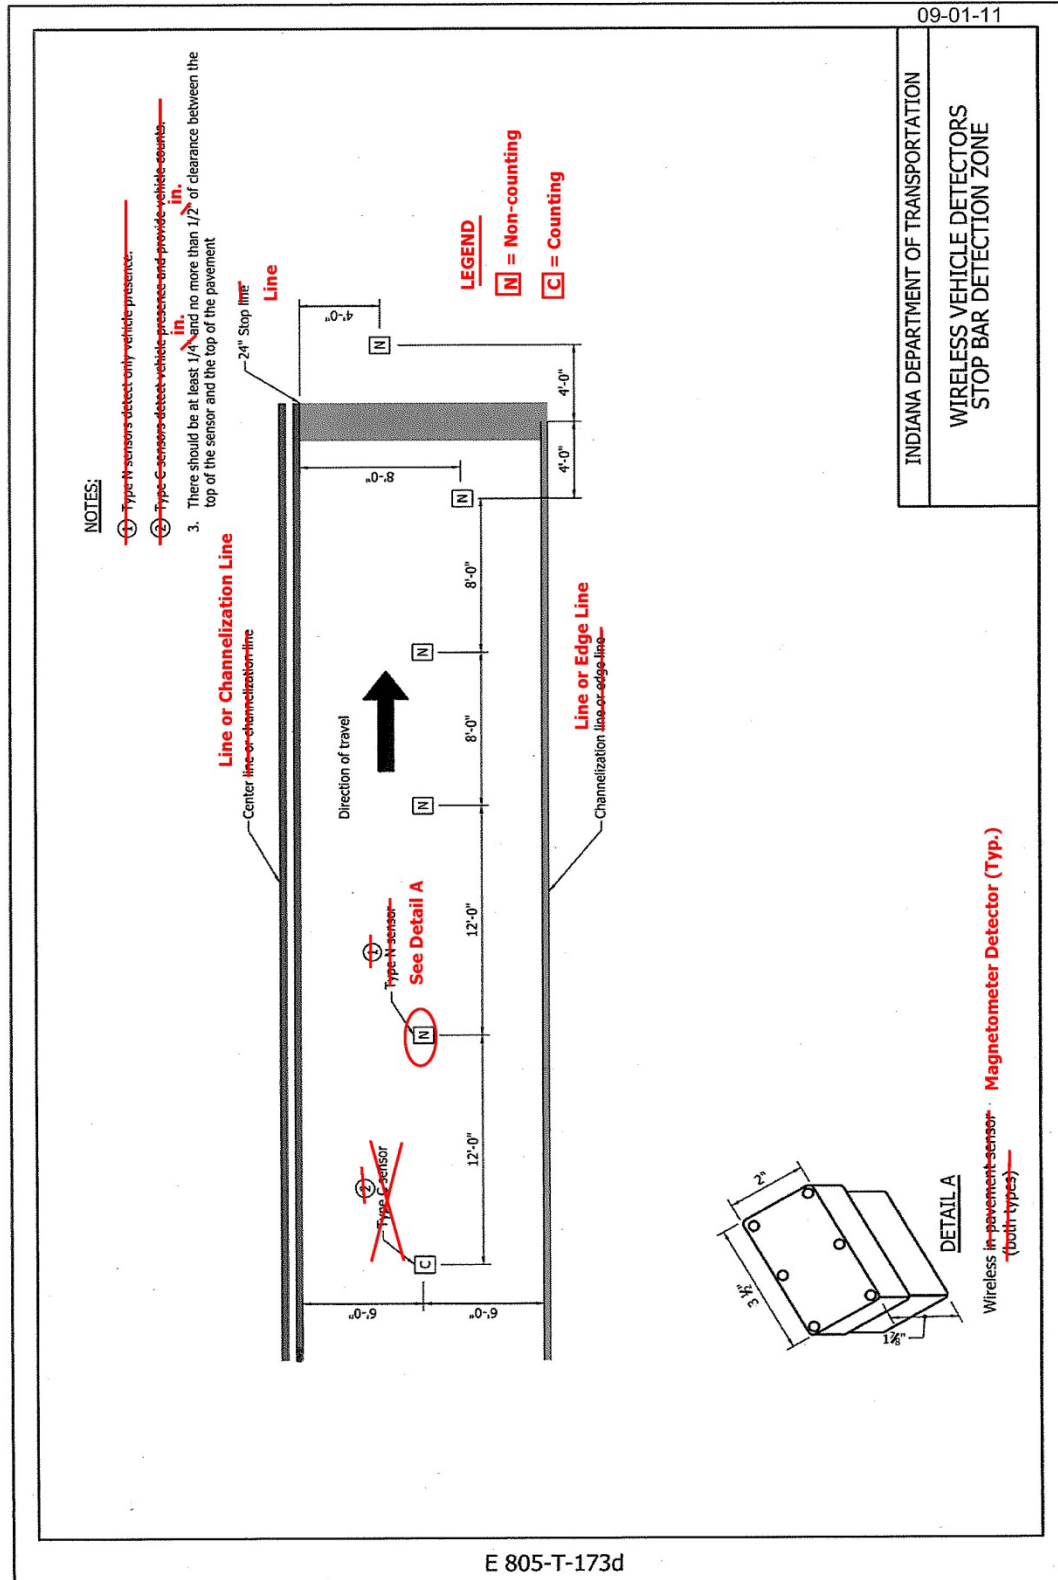 09-01-11
NOTES:
1 Type N sensors detect only vehicle presence.
2 Type C sensors detect vehicle presence and provide vehicle counts.
in.
in.
3. There should be at least 1/4" and no more than 1/2" of clearance between the
top of the sensor and the top of the pavement
24" Stop line
Line
4'-0"
N
LEGEND
N = Non-counting
C = Counting
Line or Channelization Line
Center line or channelization line
8'-0"
N
4'-0"
4'-0"
8'-0"
N
8'-0"
Direction of travel
N
12'-0"
1
Type N sensor
See Detail A
N
12'-0"
2
Type C sensor
C
6'-0"
6'-0"
Line or Edge Line
Channelization line or edge line
2"
3 1/2"
1 7/8"
DETAIL A
Wireless in pavement sensor
Magnetometer Detector (Typ.)
(both types)
INDIANA DEPARTMENT OF TRANSPORTATION
WIRELESS VEHICLE DETECTORS
STOP BAR DETECTION ZONE
E 805-T-173d